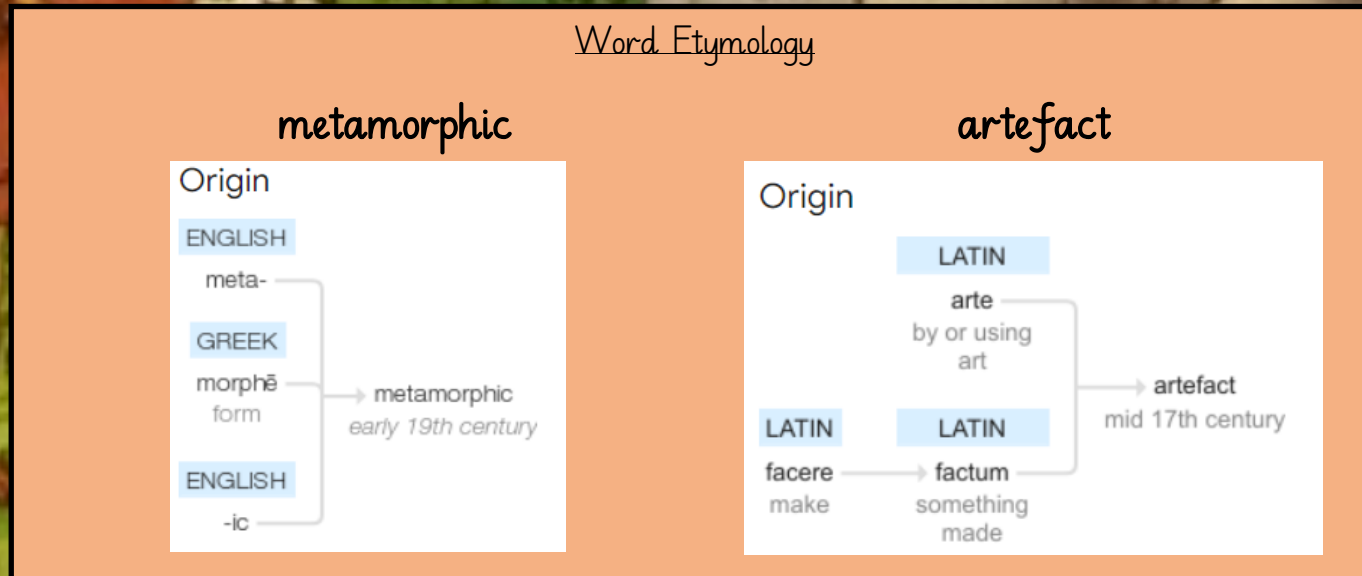 Word Etymology
metamorphic
Origin
ENGLISH
meta-
GREEK
morphē
form
ENGLISH
-ic
metamorphic
early 19th century
artefact
Origin
LATIN
arte
by or using
art
LATIN
facere
make
LATIN
factum
something
made
artefact
mid 17th century